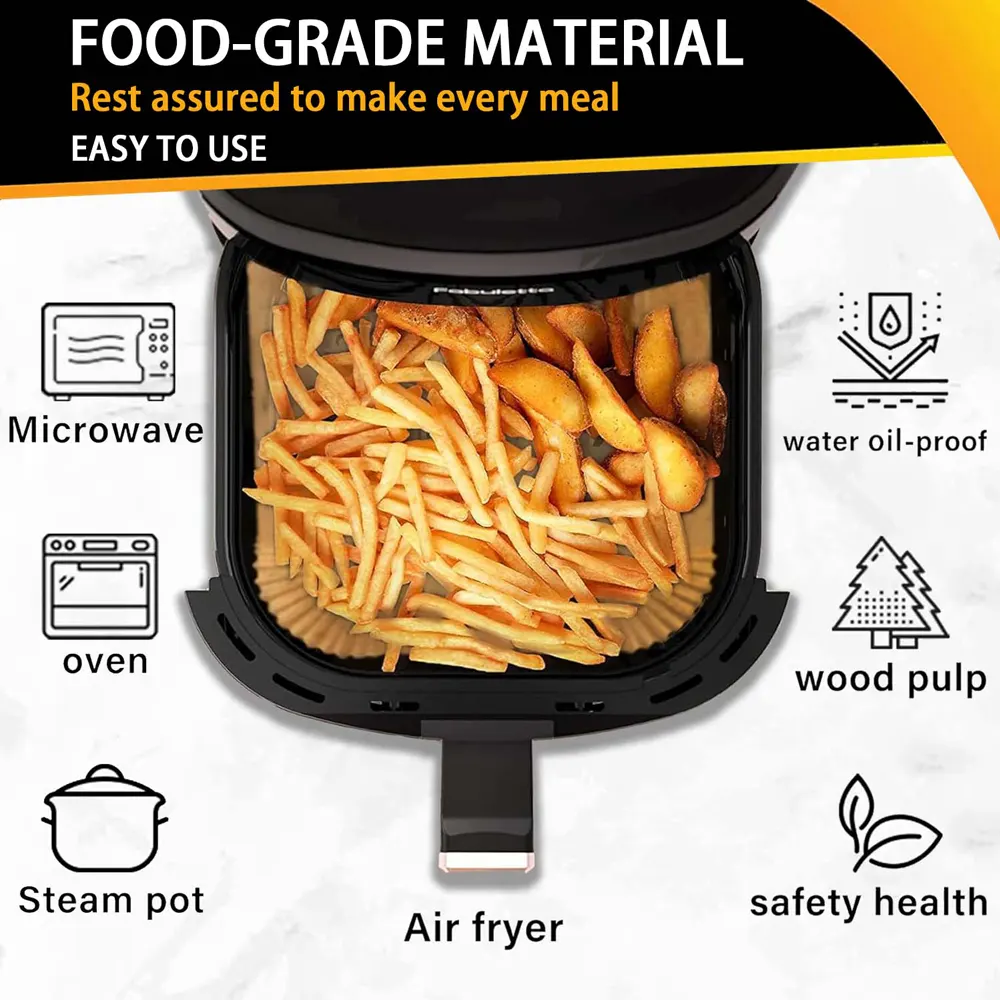 FOOD-GRADE MATERIAL
Rest assured to make every meal
EASY TO USE
Fabuletta
Microwave
water oil-proof
oven
wood pulp
Steam pot
safety health
Air fryer